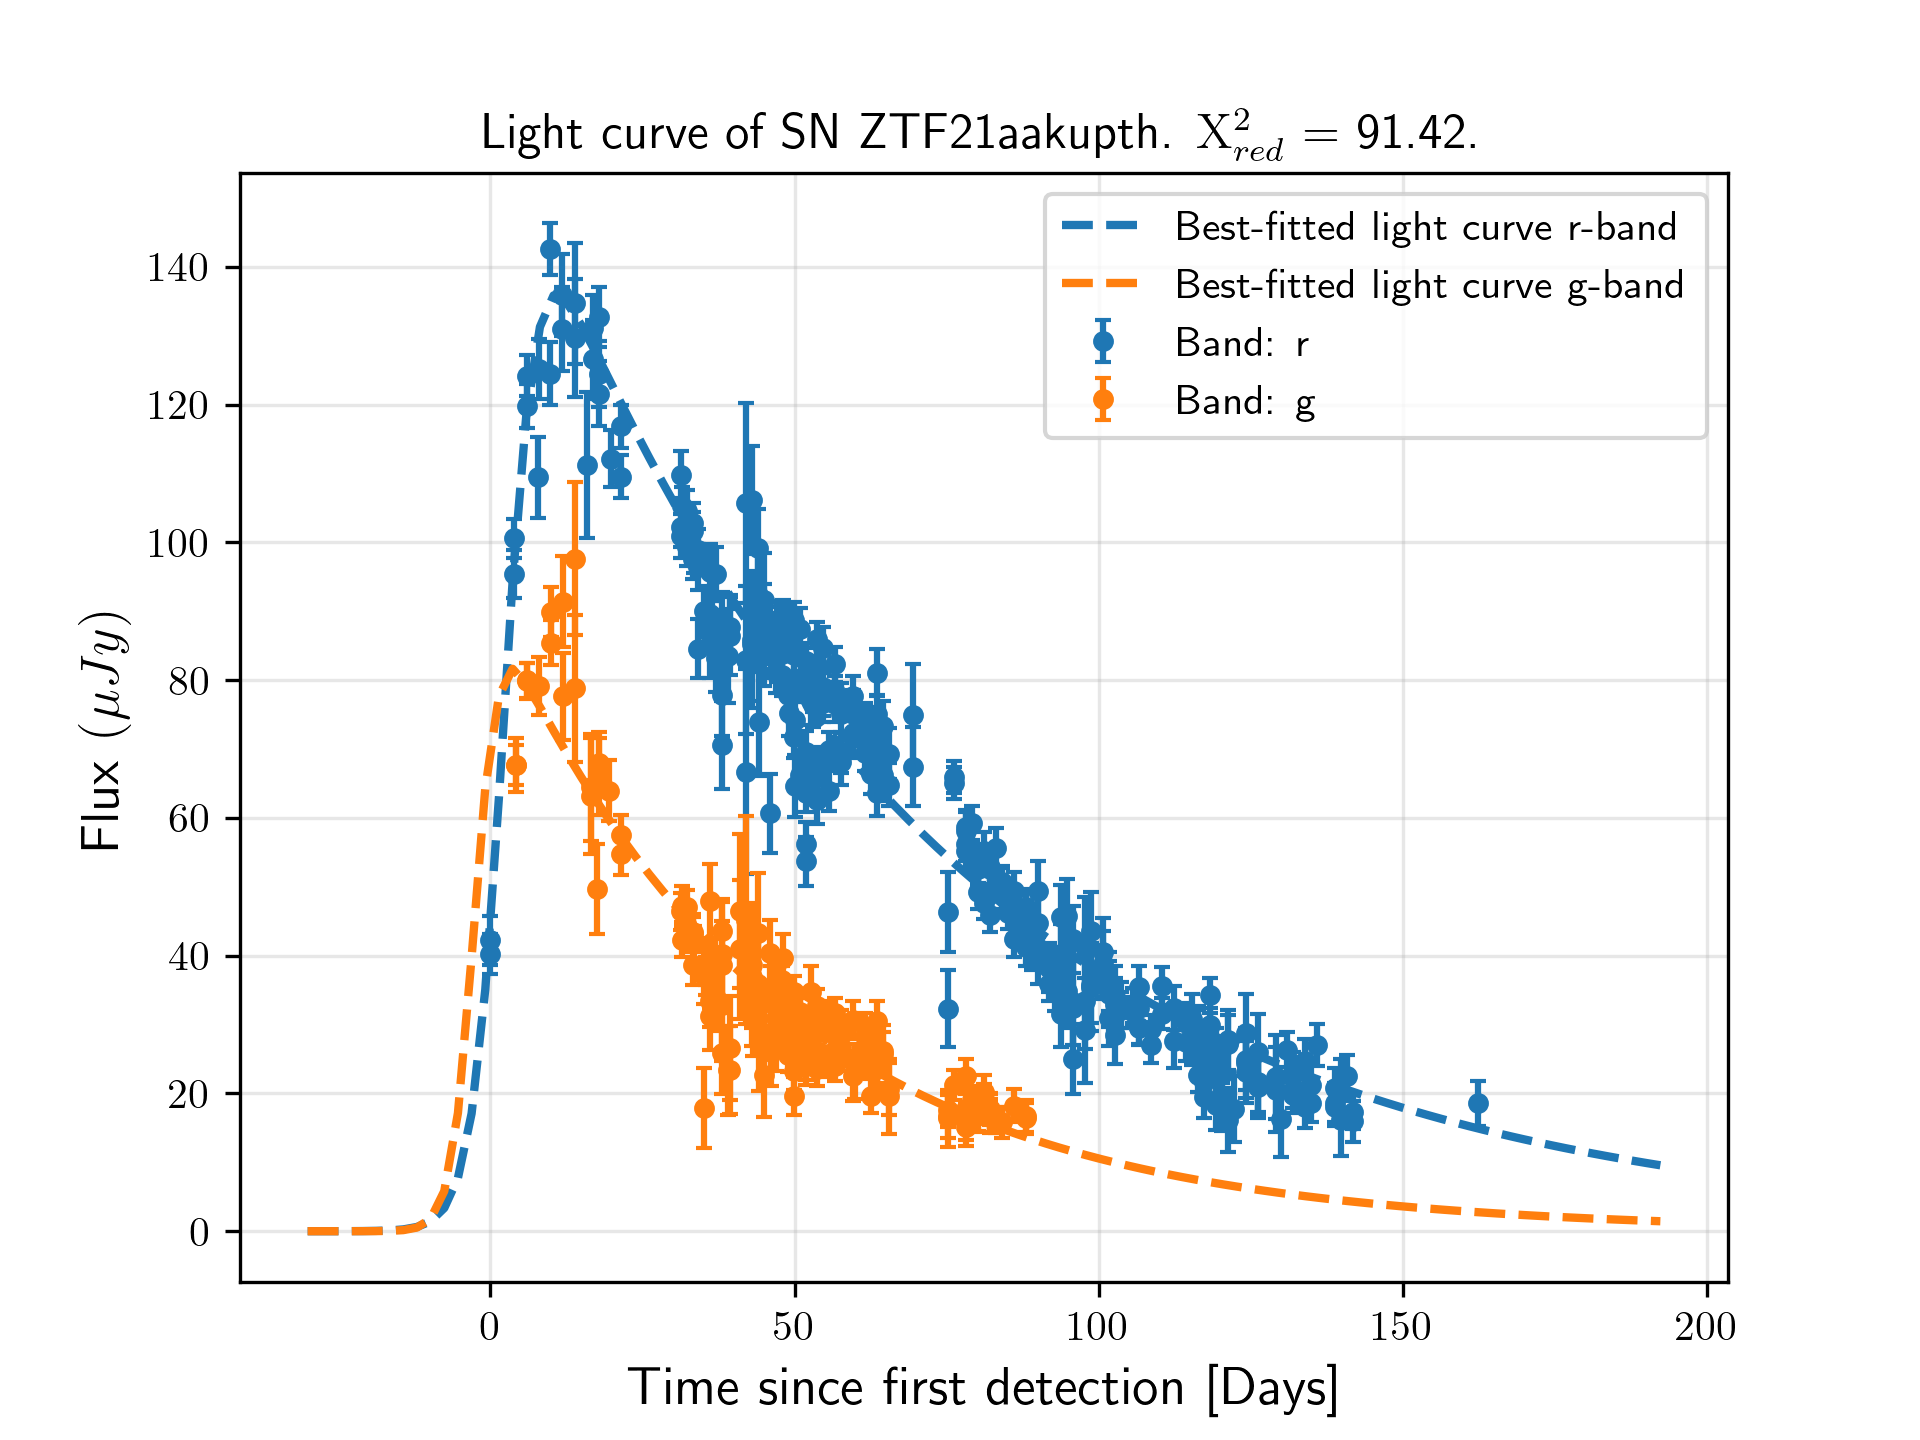 Light curve of SN ZTF21aakupth. X²_red = 91.42.
Best-fitted light curve r-band
Best-fitted light curve g-band
Band: r
Band: g
Flux (μJy)
140
120
100
80
60
40
20
0
0 50 100 150 200
Time since first detection [Days]